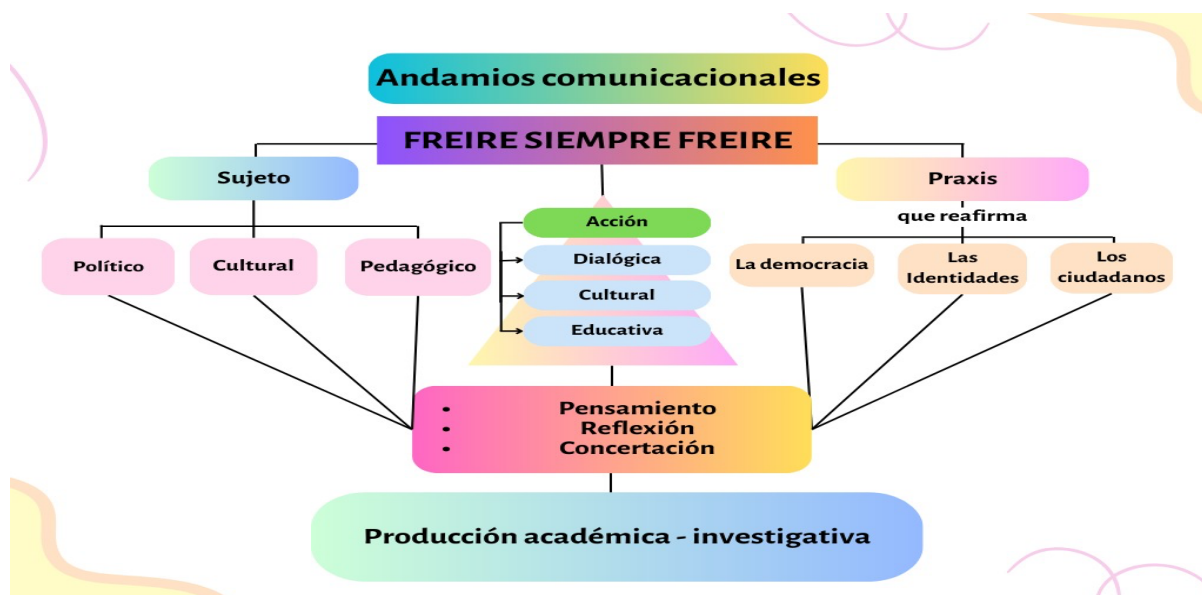 Andamios comunicacionales
FREIRE SIEMPRE FREIRE
Sujeto
Político
Cultural
Pedagógico
Acción
Dialógica
Cultural
Educativa
Praxis
que reafirma
La democracia
Las
Identidades
Los
ciudadanos
• Pensamiento
• Reflexión
• Concertación
Producción académica - investigativa